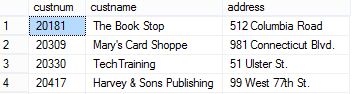 custnum custname address
1 20181 The Book Stop 512 Columbia Road
2 20309 Mary's Card Shoppe 981 Connecticut Blvd.
3 20330 TechTraining 51 Ulster St.
4 20417 Harvey & Sons Publishing 99 West 77th St.